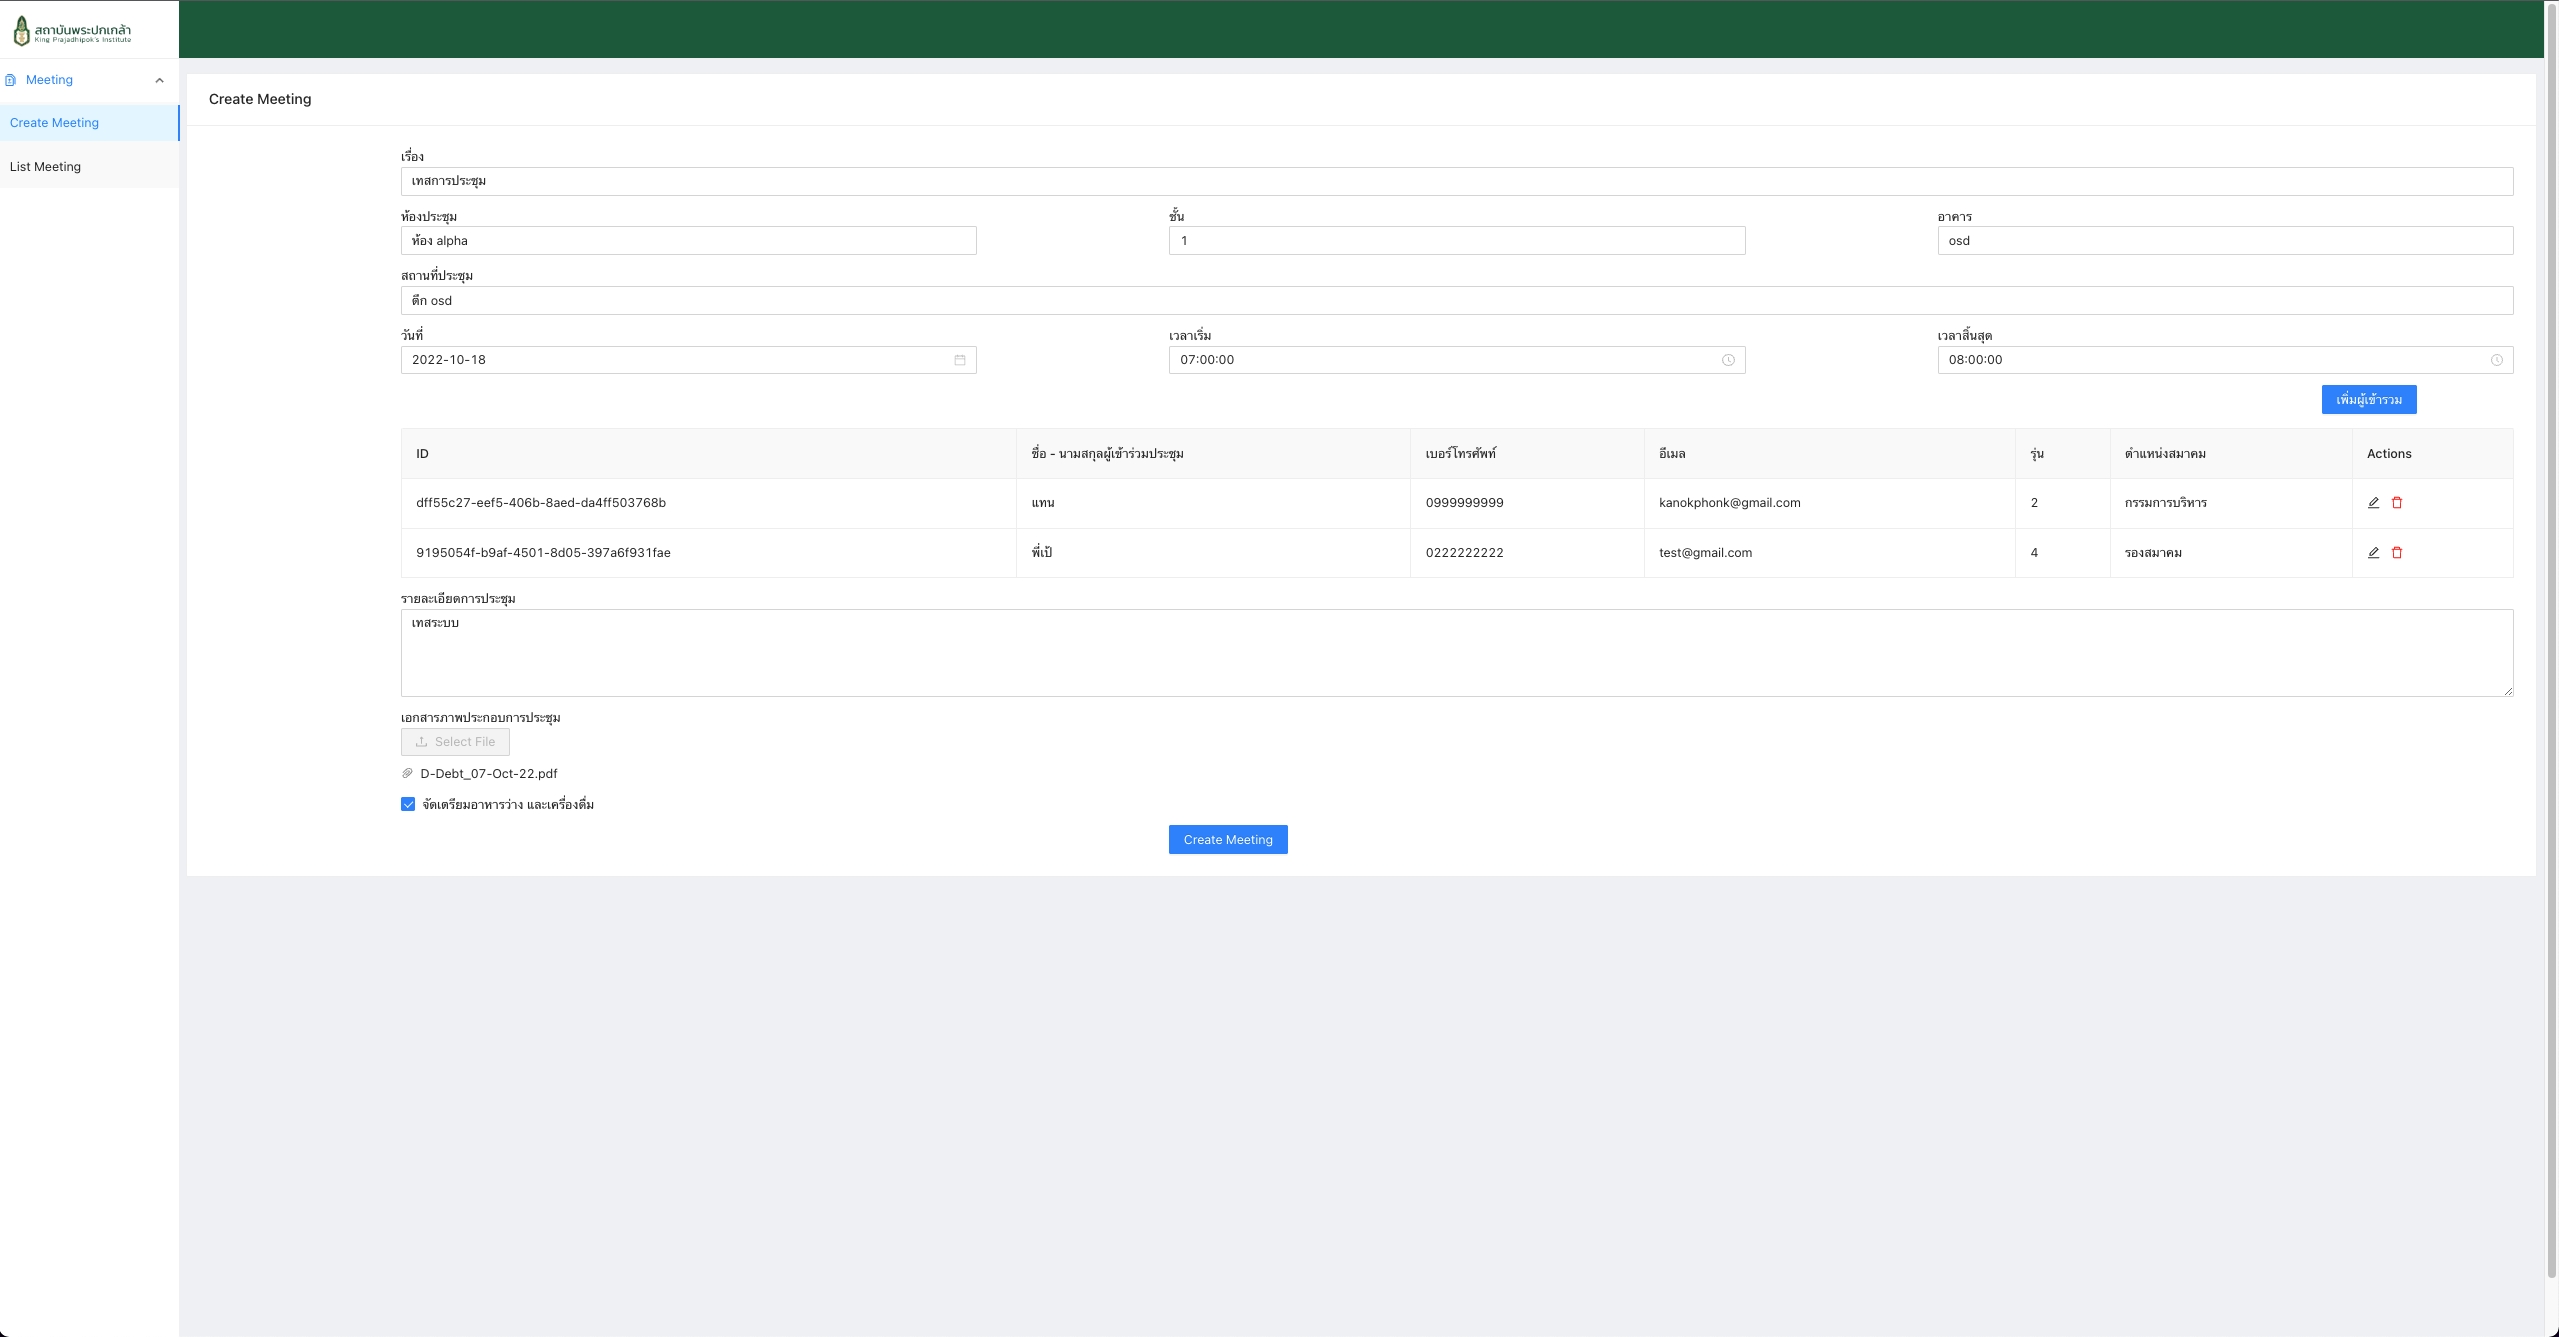 สถาบันพระปกเกล้า
King Prajadhipok's Institute
Meeting
Create Meeting
List Meeting
Create Meeting
เรื่อง
เทสการประชุม
ห้องประชุม ชั้น อาคาร
ห้อง alpha 1 osd
สถานที่ประชุม
ตึก osd
วันที่ เวลาเริ่ม เวลาสิ้นสุด
2022-10-18 07:00:00 08:00:00
เพิ่มผู้เข้ารวม
ID ชื่อ - นามสกุลผู้เข้าร่วมประชุม เบอร์โทรศัพท์ อีเมล รุ่น ตำแหน่งสมาคม Actions
dff55c27-eef5-406b-8aed-da4ff503768b แทน 0999999999 kanokphonk@gmail.com 2 กรรมการบริหาร
9195054f-b9af-4501-8d05-397a6f931fae พี่เป้ 0222222222 test@gmail.com 4 รองสมาคม
รายละเอียดการประชุม
เทสระบบ
เอกสารภาพประกอบการประชุม
Select File
D-Debt_07-Oct-22.pdf
จัดเตรียมอาหารว่าง และเครื่องดื่ม
Create Meeting